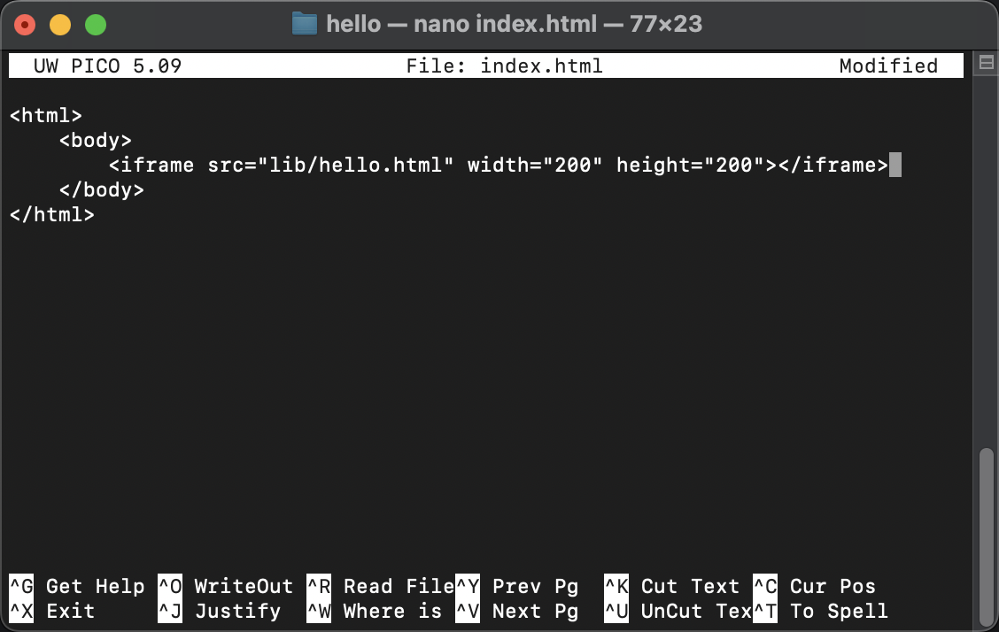 hello — nano index.html — 77×23
UW PICO 5.09 File: index.html Modified
<html>
    <body>
        <iframe src="lib/hello.html" width="200" height="200"></iframe>
    </body>
</html>
^G Get Help ^O WriteOut ^R Read File ^Y Prev Pg ^K Cut Text ^C Cur Pos
^X Exit ^J Justify ^W Where is ^V Next Pg ^U UnCut Tex ^T To Spell